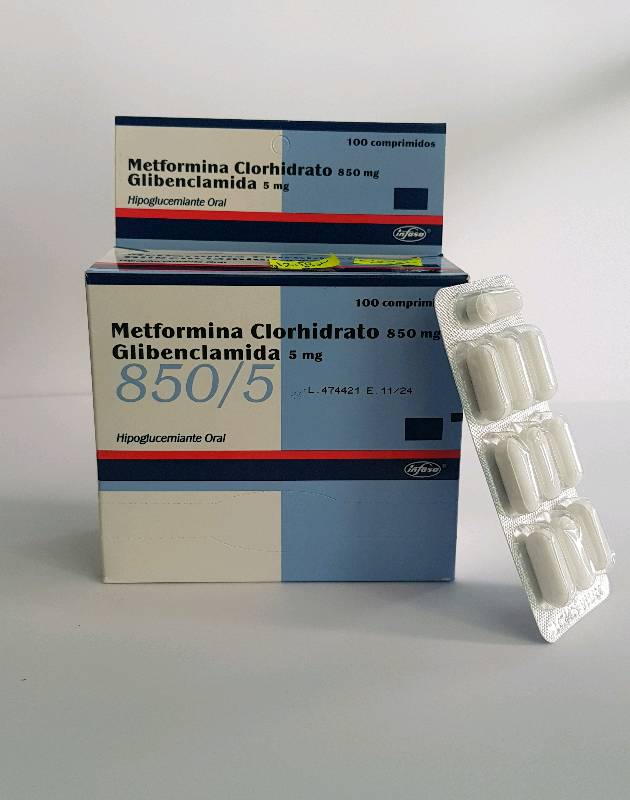 100 comprimidos
Metformina Clorhidrato 850 mg
Glibenclamida 5 mg
Hipoglucemiante Oral
infasa
100 comprimi
Metformina Clorhidrato 850 mg
Glibenclamida 5 mg
850/5
L.474421 E.11/24
Hipoglucemiante Oral
infasa